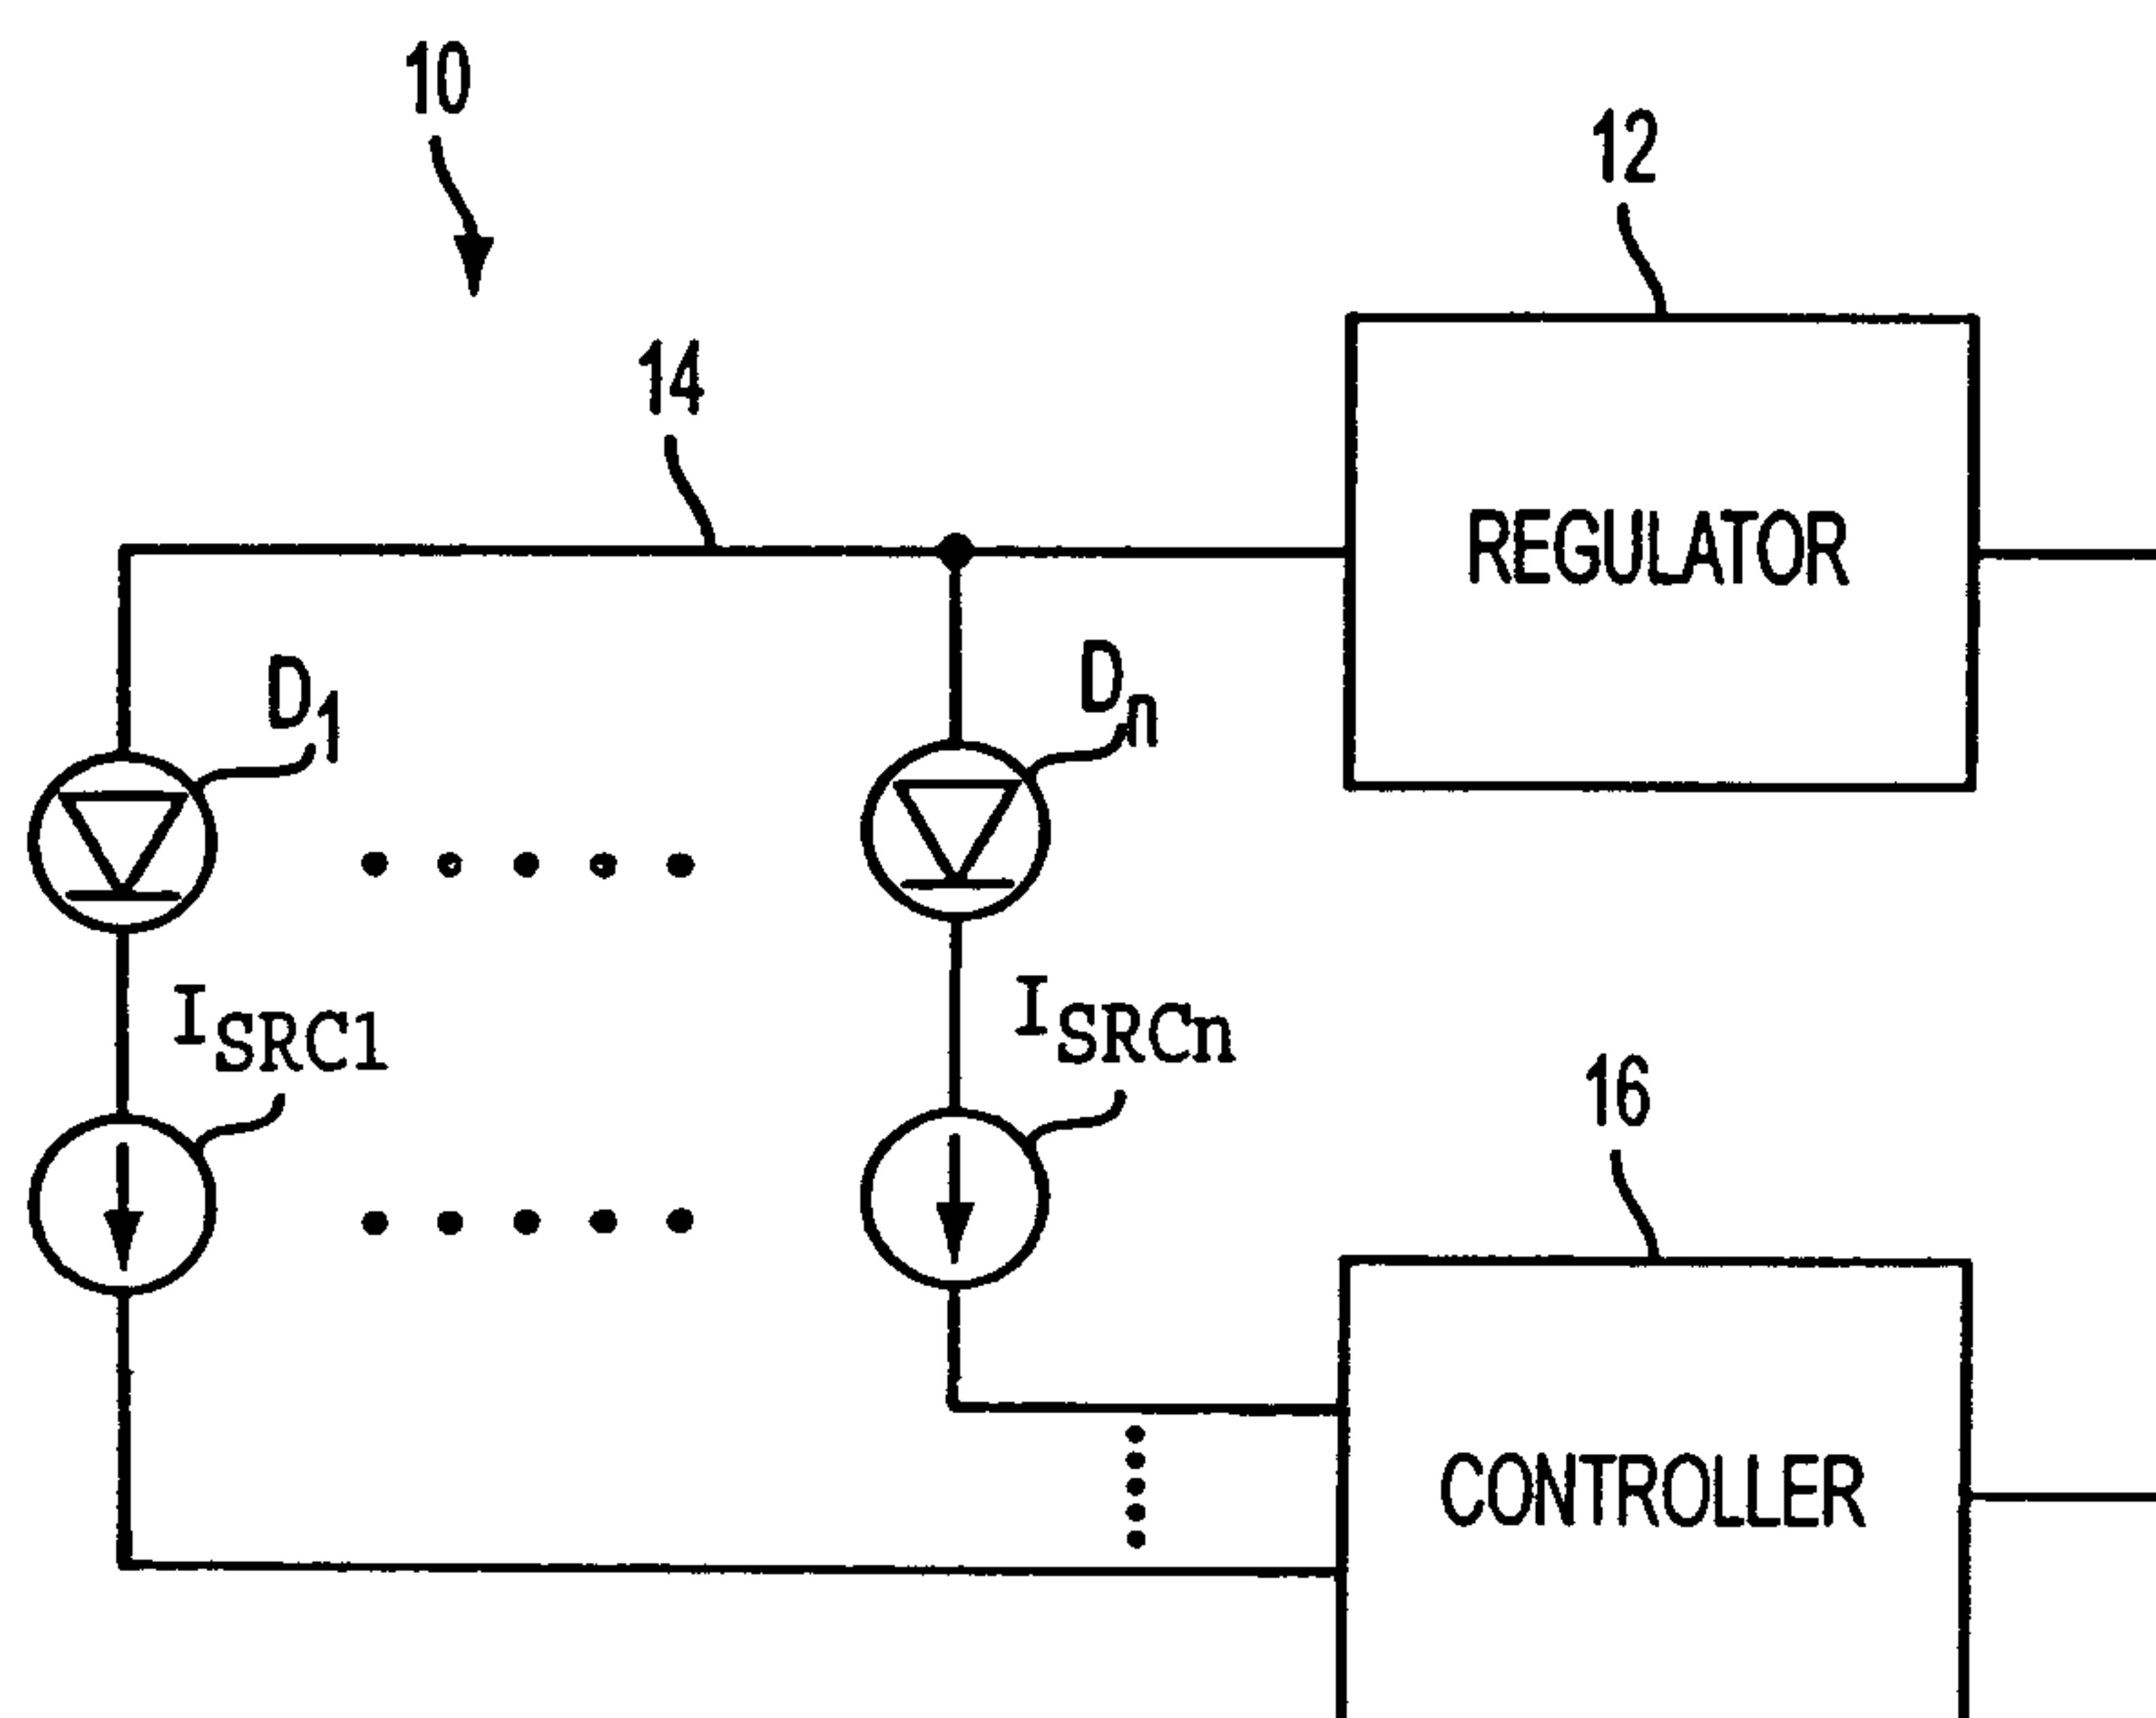 10
12
14
REGULATOR
D1
Dn
ISRC1
ISRCn
16
CONTROLLER